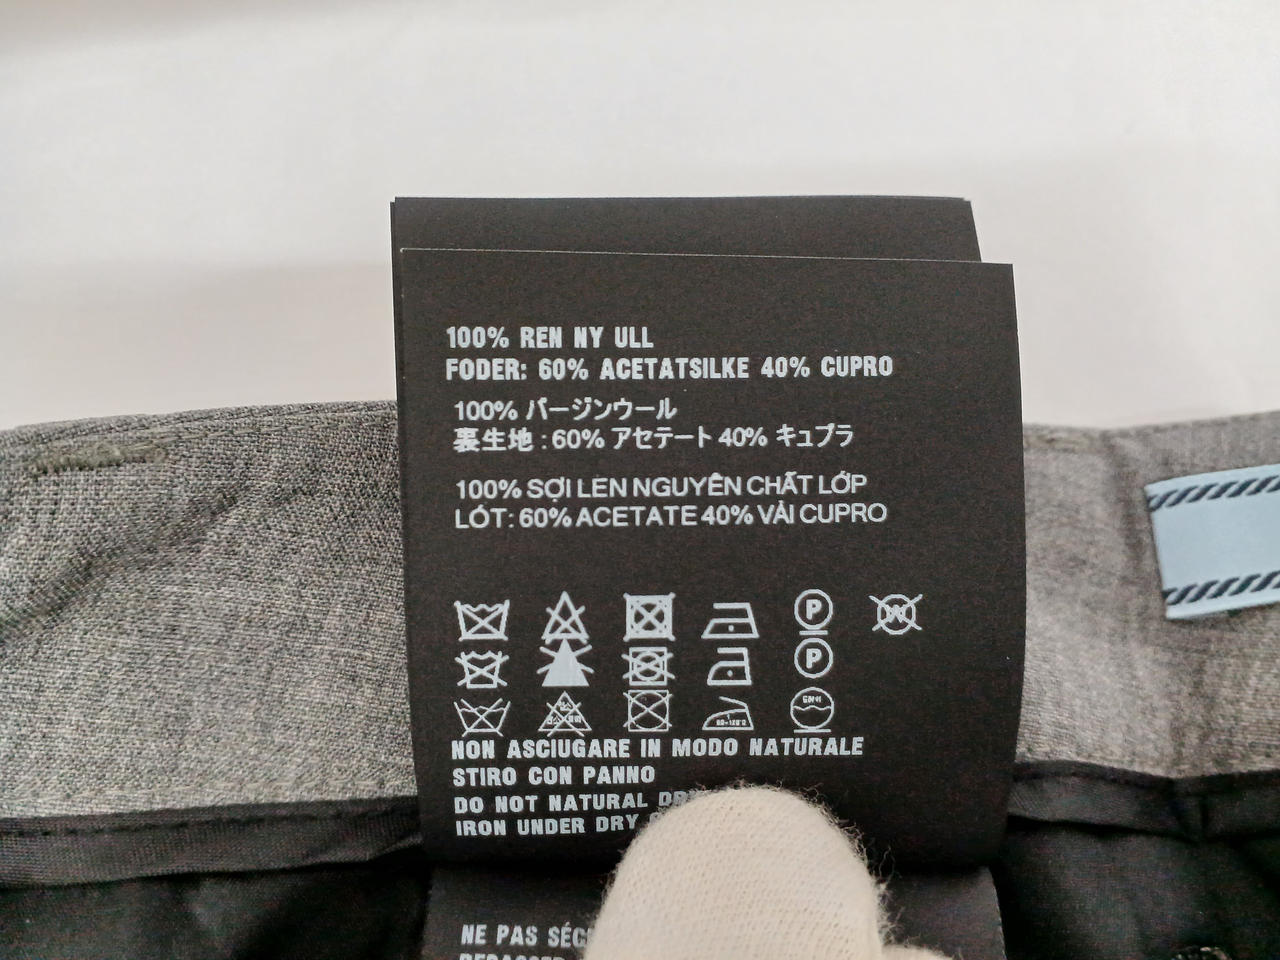 100% REN NY ULL
FODER: 60% ACETATSILKE 40% CUPRO
100% バージンウール
裏生地 : 60% アセテート 40% キュプラ
100% SỢI LEN NGUYÊN CHẤT LỚP
LÓT : 60% ACETATE 40% VẢI CUPRO
P W
P
NON ASCIUGARE IN MODO NATURALE
STIRO CON PANNO
DO NOT NATURAL
IRON UNDER DRY
NE PAS